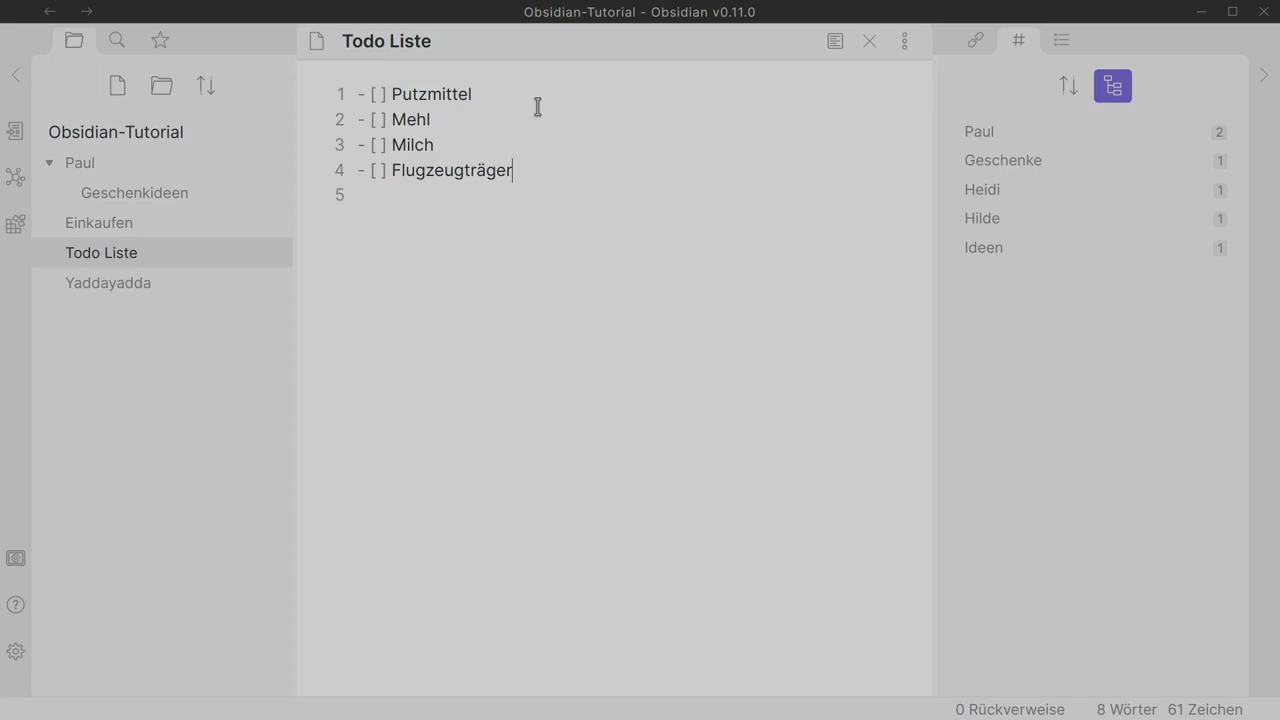 Obsidian-Tutorial - Obsidian v0.11.0
Todo Liste
Obsidian-Tutorial
Paul
Geschenkideen
Einkaufen
Todo Liste
Yaddayadda
1 - [ ] Putzmittel
2 - [ ] Mehl
3 - [ ] Milch
4 - [ ] Flugzeugträger
5
Paul 2
Geschenke 1
Heidi 1
Hilde 1
Ideen 1
0 Rückverweise 8 Wörter 61 Zeichen